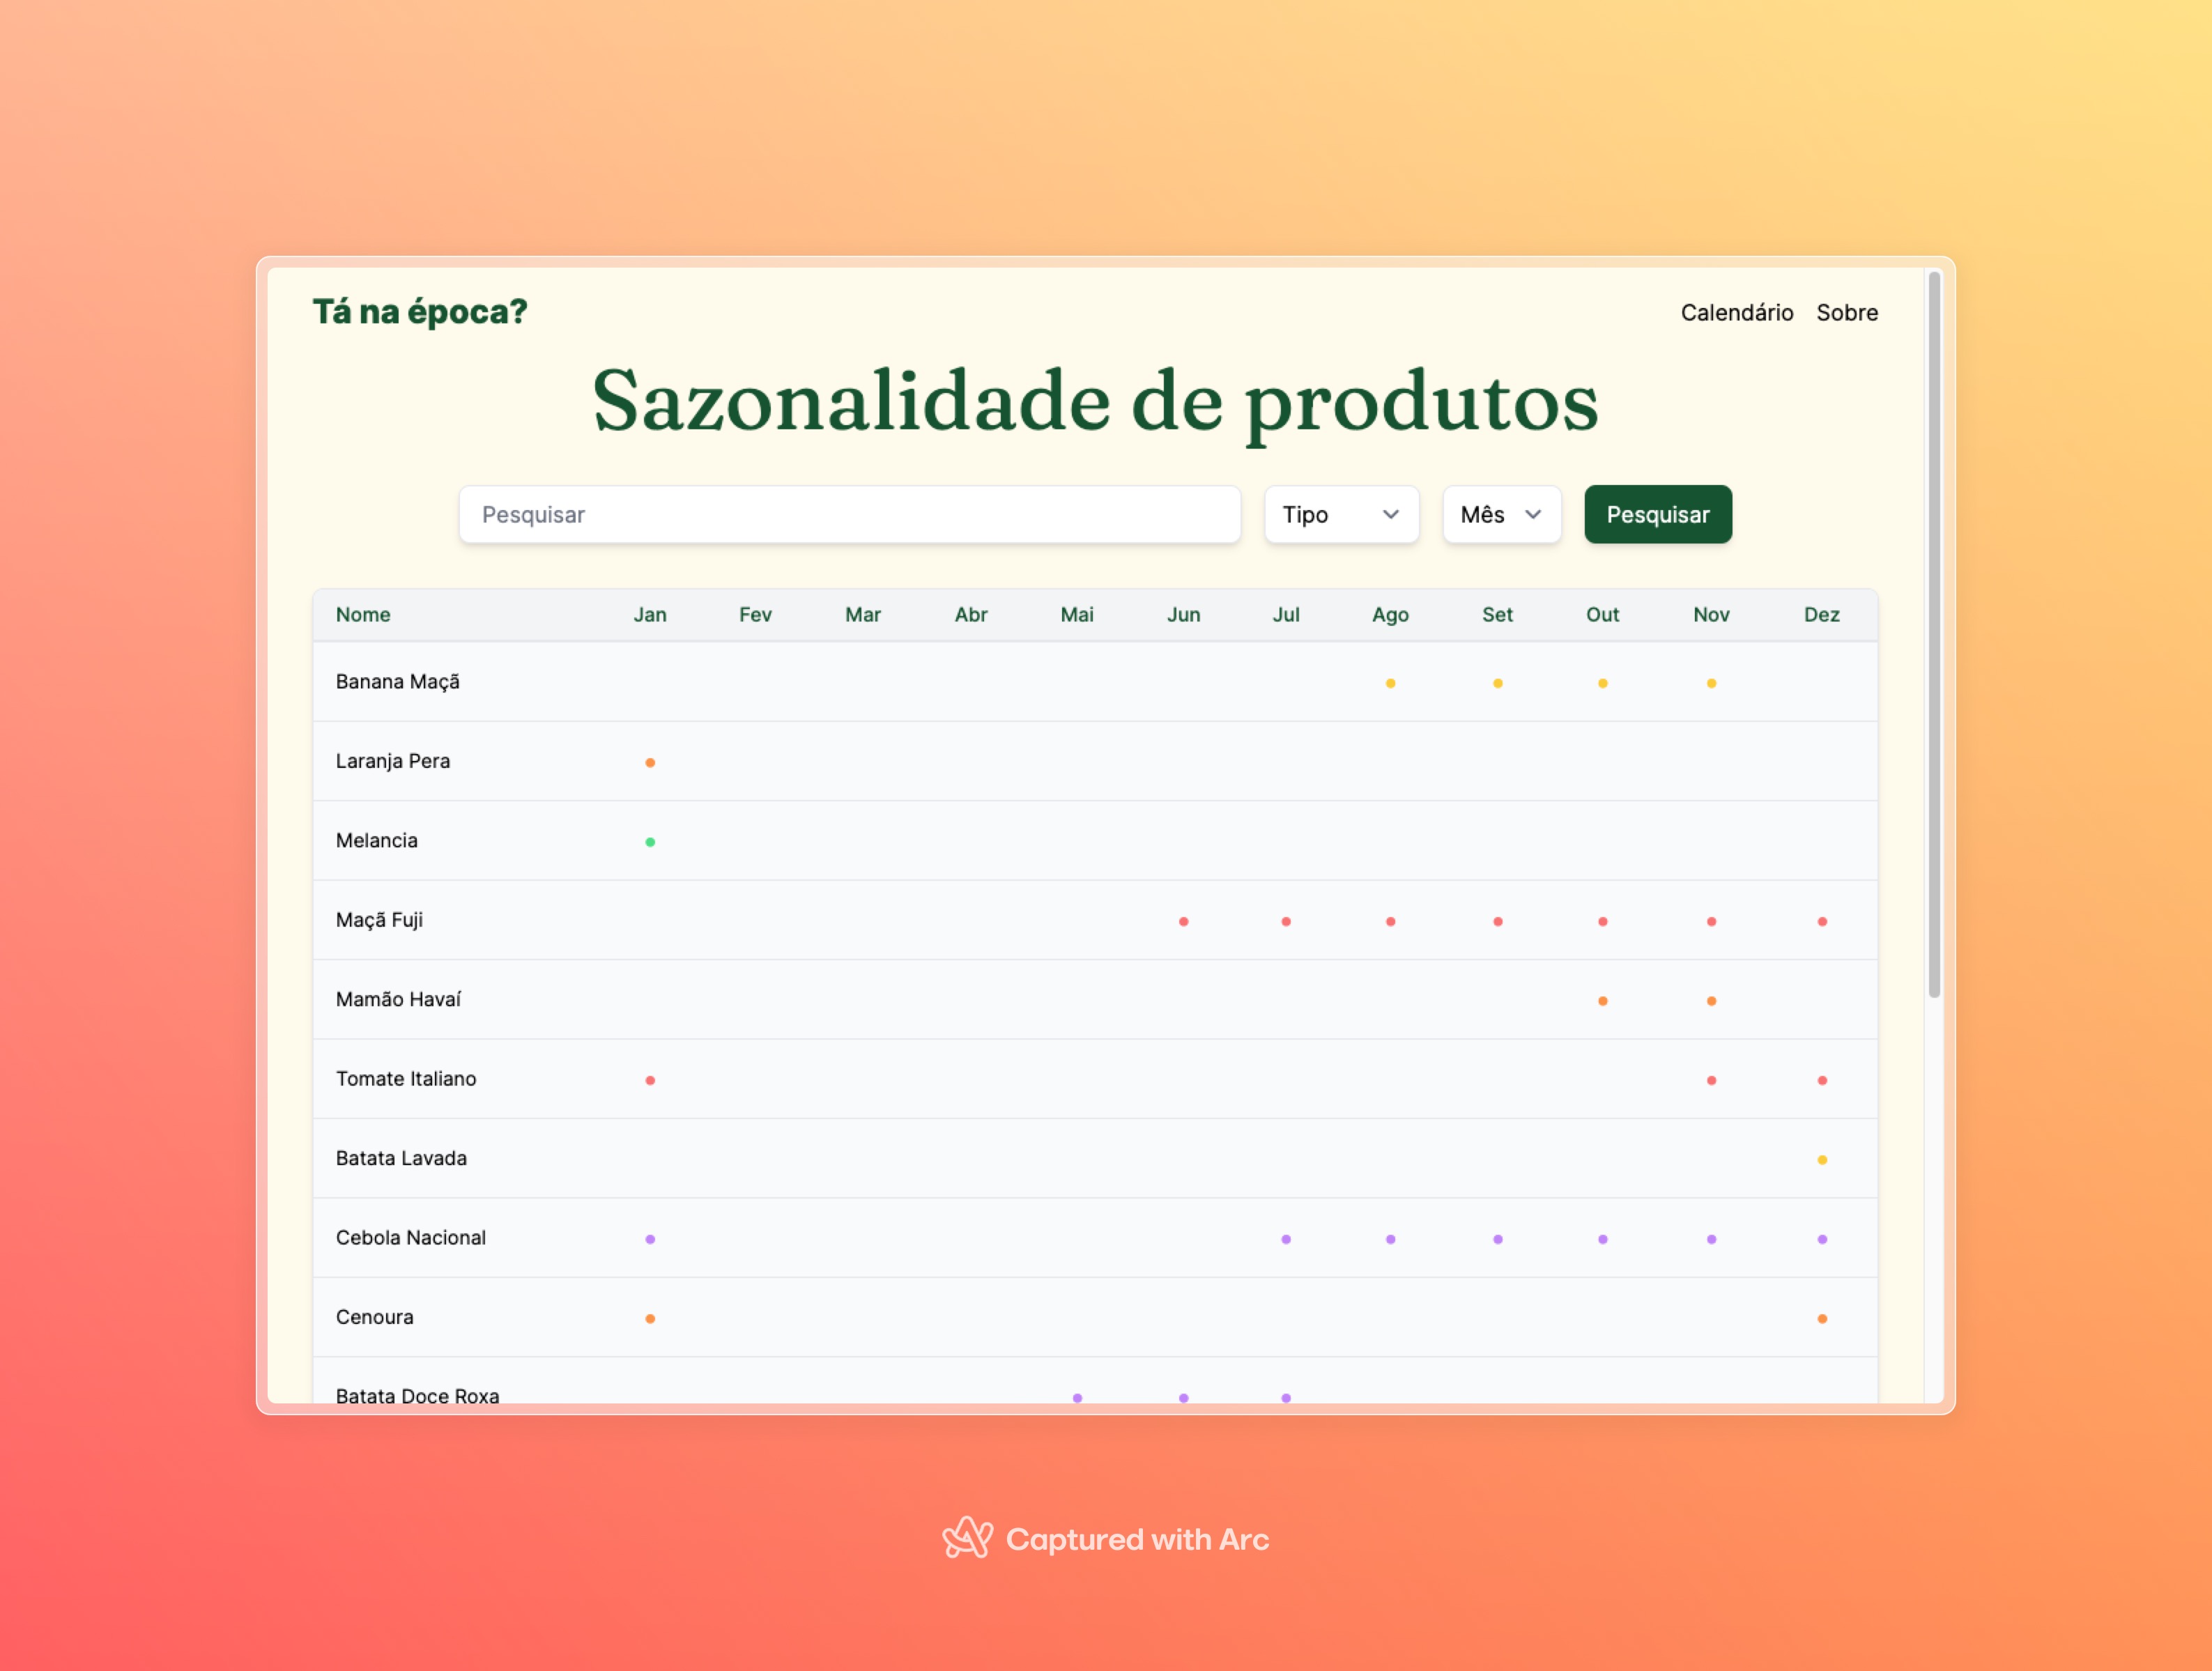 Tá na época?
Calendário Sobre
Sazonalidade de produtos
Pesquisar Tipo Mês Pesquisar
Nome Jan Fev Mar Abr Mai Jun Jul Ago Set Out Nov Dez
Banana Maçã
Laranja Pera
Melancia
Maçã Fuji
Mamão Havaí
Tomate Italiano
Batata Lavada
Cebola Nacional
Cenoura
Batata Doce Roxa
Captured with Arc